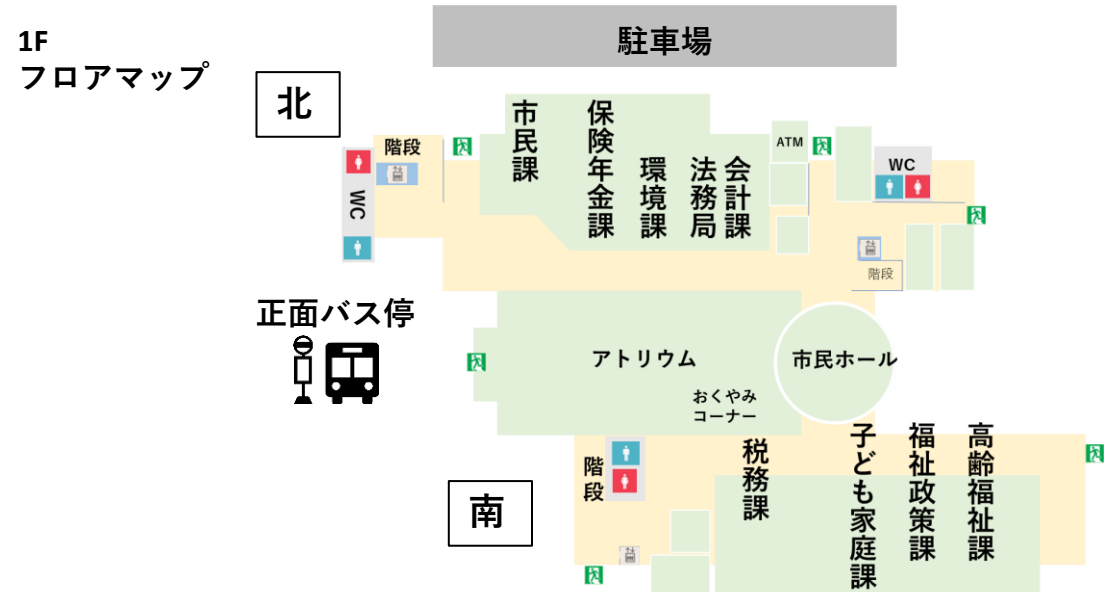 1F
フロアマップ
駐車場
北
階段
WC
市民課
保険年金課
環境課
法務局
会計課
ATM
WC
階段
正面バス停
アトリウム
市民ホール
おくやみ
コーナー
南
階段
税務課
子ども家庭課
福祉政策課
高齢福祉課